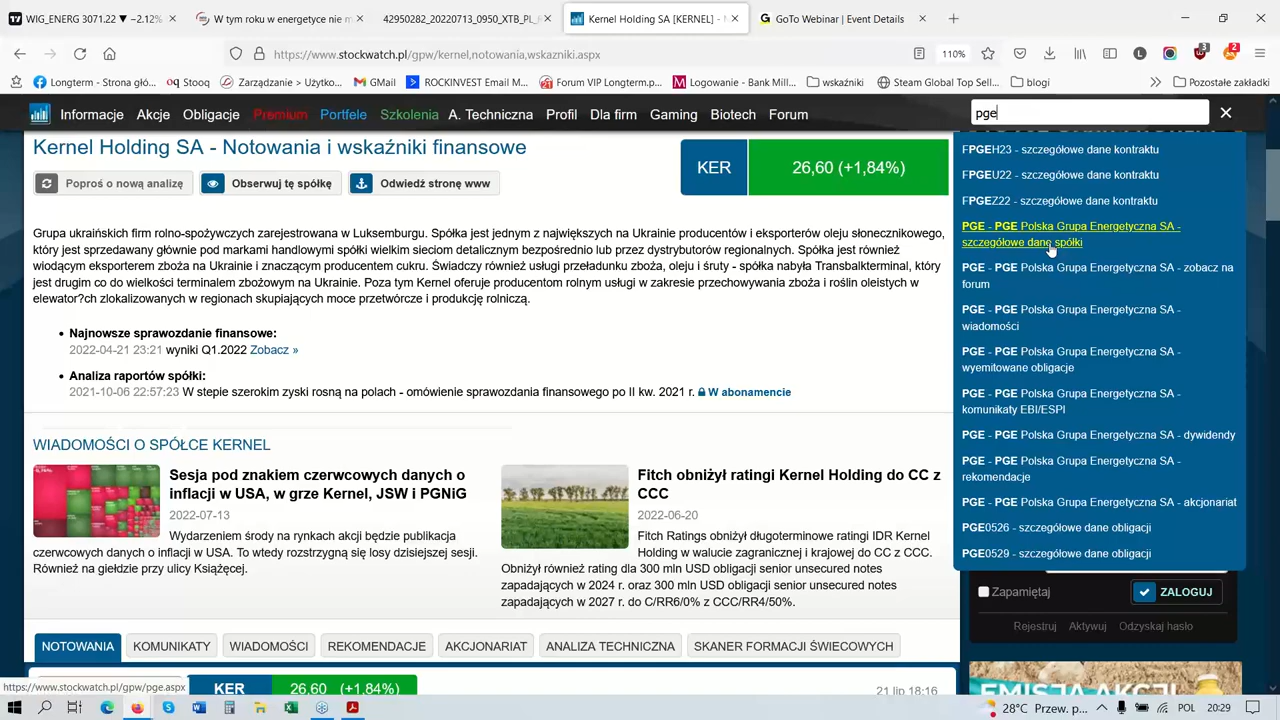 WIG_ENERG 3071.22 ▼ −2.12%
W tym roku w energetyce nie m
42950282_20220713_0950_XTB_PL_F
Kernel Holding SA [KERNEL] - N
GoTo Webinar | Event Details
https://www.stockwatch.pl/gpw/kernel.notowania.wskazniki.aspx
110%
3
2
Longterm - Strona głó...
Stooq
Zarządzanie > Użytko...
GMail
ROCKINVEST Email M...
Forum VIP Longterm.p...
Logowanie - Bank Mill...
wskaźniki
Steam Global Top Sell...
blogi
Pozostałe zakładki
Informacje
Akcje
Obligacje
Premium
Portfele
Szkolenia
A. Techniczna
Profil
Dla firm
Gaming
Biotech
Forum
pge
Kernel Holding SA - Notowania i wskaźniki finansowe
Poproś o nową analizę
Obserwuj tę spółkę
Odwiedź stronę www
KER
26,60 (+1,84%)
Grupa ukraińskich firm rolno-spożywczych zarejestrowana w Luksemburgu. Spółka jest jednym z największych na Ukrainie producentów i eksporterów oleju słonecznikowego,
który jest sprzedawany głównie pod markami handlowymi spółki wielkim sieciom detalicznym bezpośrednio lub przez dystrybutorów regionalnych. Spółka jest również
wiodącym eksporterem zboża na Ukrainie i znaczącym producentem cukru. Świadczy również usługi przeładunku zboża, oleju i śruty - spółka nabyła Transbalkterminal, który
jest drugim co do wielkości terminalem zbożowym na Ukrainie. Poza tym Kernel oferuje producentom rolnym usługi w zakresie przechowywania zboża i roślin oleistych w
elewator?ch zlokalizowanych w regionach skupiających moce przetwórcze i produkcję rolniczą.
• Najnowsze sprawozdanie finansowe:
2022-04-21 23:21 wyniki Q1.2022 Zobacz »
• Analiza raportów spółki:
2021-10-06 22:57:23 W stepie szerokim zyski rosną na polach - omówienie sprawozdania finansowego po II kw. 2021 r. W abonamencie
WIADOMOŚCI O SPÓŁCE KERNEL
Sesja pod znakiem czerwcowych danych o
inflacji w USA, w grze Kernel, JSW i PGNiG
2022-07-13
Wydarzeniem środy na rynkach akcji będzie publikacja
czerwcowych danych o inflacji w USA. To wtedy rozstrzygną się losy dzisiejszej sesji.
Również na giełdzie przy ulicy Książęcej.
Fitch obniżył ratingi Kernel Holding do CC z
CCC
2022-06-20
Fitch Ratings obniżył długoterminowe ratingi IDR Kernel
Holding w walucie zagranicznej i krajowej do CC z CCC.
Obniżył również rating dla 300 mln USD obligacji senior unsecured notes
zapadających w 2024 r. oraz 300 mln USD obligacji senior unsecured notes
zapadających w 2027 r. do C/RR6/0% z CCC/RR4/50%.
FPGEH23 - szczegółowe dane kontraktu
FPGEU22 - szczegółowe dane kontraktu
FPGEZ22 - szczegółowe dane kontraktu
PGE - PGE Polska Grupa Energetyczna SA -
szczegółowe dane spółki
PGE - PGE Polska Grupa Energetyczna SA - zobacz na
forum
PGE - PGE Polska Grupa Energetyczna SA -
wiadomości
PGE - PGE Polska Grupa Energetyczna SA -
wyemitowane obligacje
PGE - PGE Polska Grupa Energetyczna SA -
komunikaty EBI/ESPI
PGE - PGE Polska Grupa Energetyczna SA - dywidendy
PGE - PGE Polska Grupa Energetyczna SA -
rekomendacje
PGE - PGE Polska Grupa Energetyczna SA - akcjonariat
PGE0526 - szczegółowe dane obligacji
PGE0529 - szczegółowe dane obligacji
Zapamiętaj
ZALOGUJ
Rejestruj
Aktywuj
Odzyskaj hasło
NOTOWANIA
KOMUNIKATY
WIADOMOŚCI
REKOMENDACJE
AKCJONARIAT
ANALIZA TECHNICZNA
SKANER FORMACJI ŚWIECOWYCH
https://www.stockwatch.pl/gpw/pge.aspx
KER
26,60 (+1,84%)
21 lip 18:16
EMISJA AKCJI
28°C Przew. p...
POL
20:29